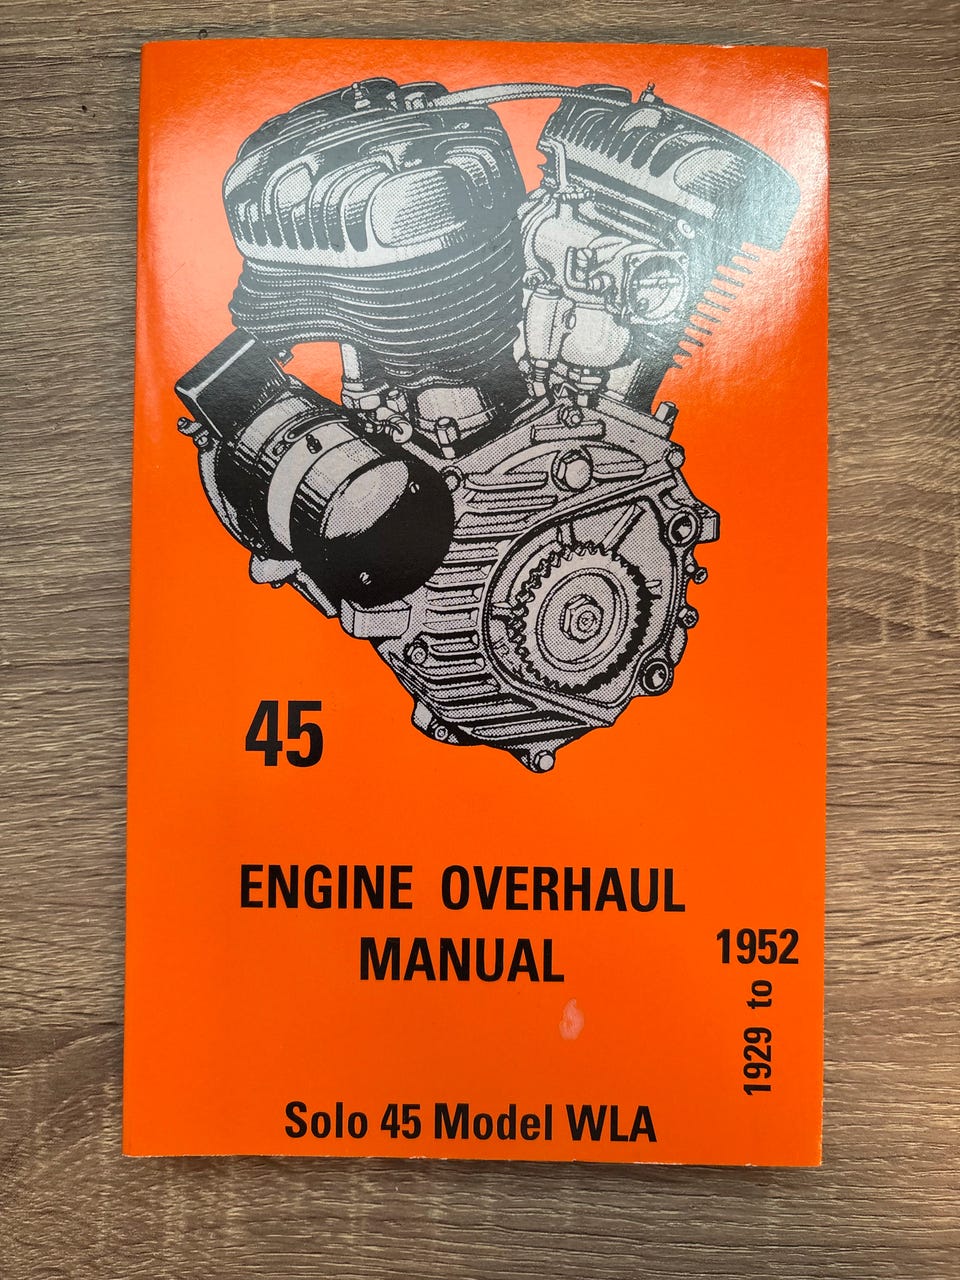 45
ENGINE OVERHAUL
MANUAL
1929 to 1952
Solo 45 Model WLA